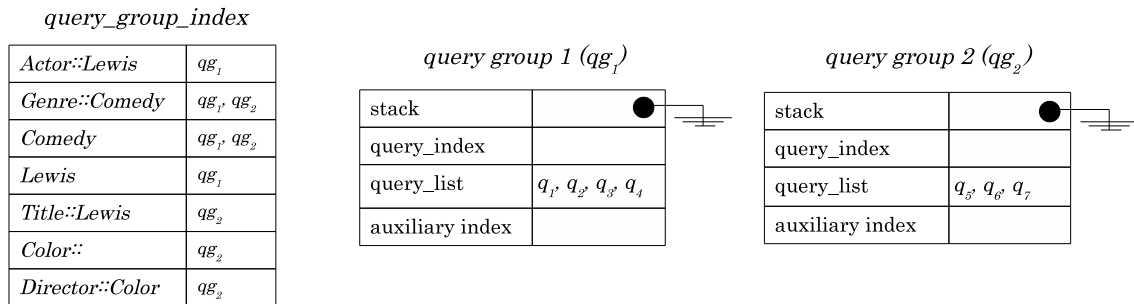 query_group_index
Actor::Lewis qg1
Genre::Comedy qg1, qg2
Comedy qg1, qg2
Lewis qg1
Title::Lewis qg2
Color:: qg2
Director::Color qg2
query group 1 (qg1)
stack
query_index
query_list q1, q2, q3, q4
auxiliary index
query group 2 (qg2)
stack
query_index
query_list q5, q6, q7
auxiliary index